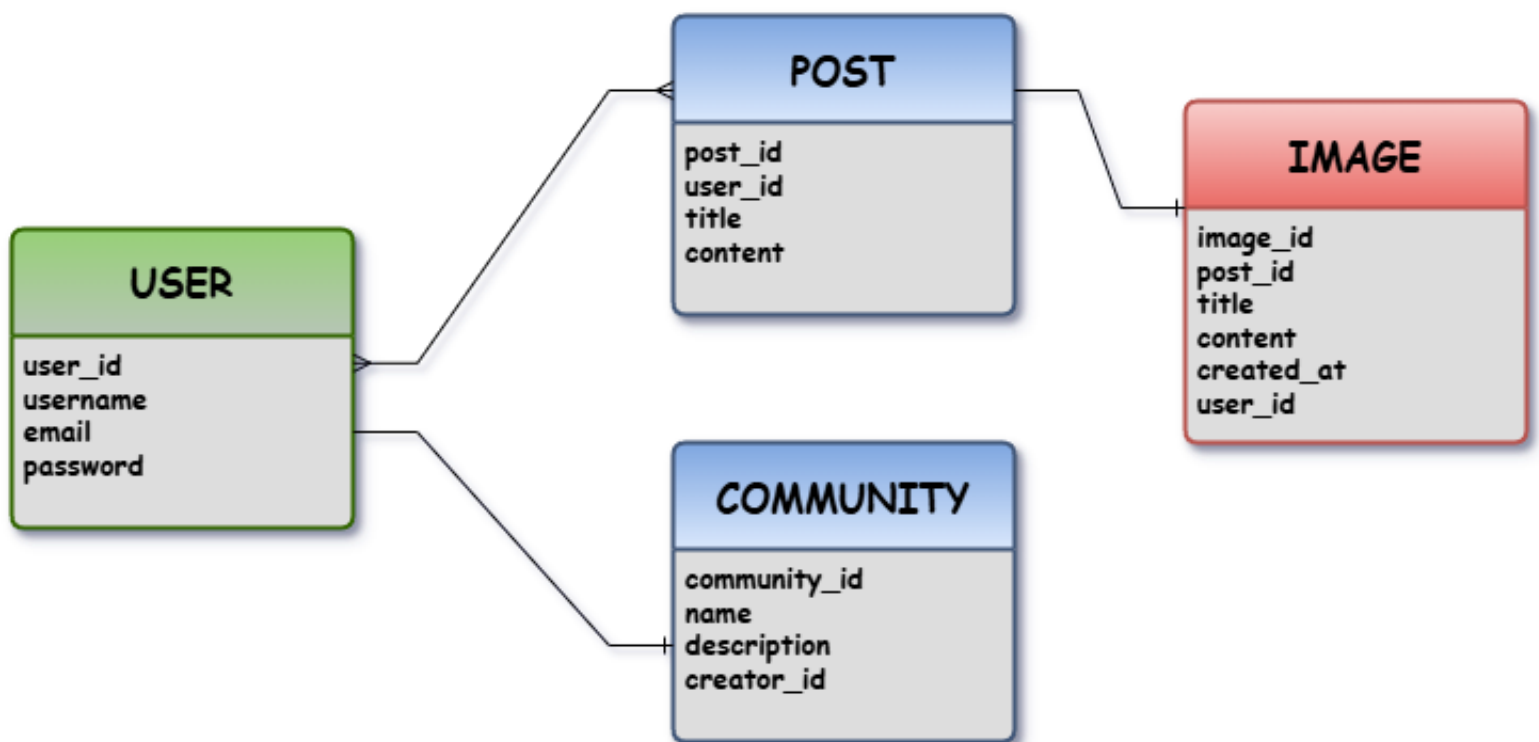 USER
user_id
username
email
password
POST
post_id
user_id
title
content
COMMUNITY
community_id
name
description
creator_id
IMAGE
image_id
post_id
title
content
created_at
user_id